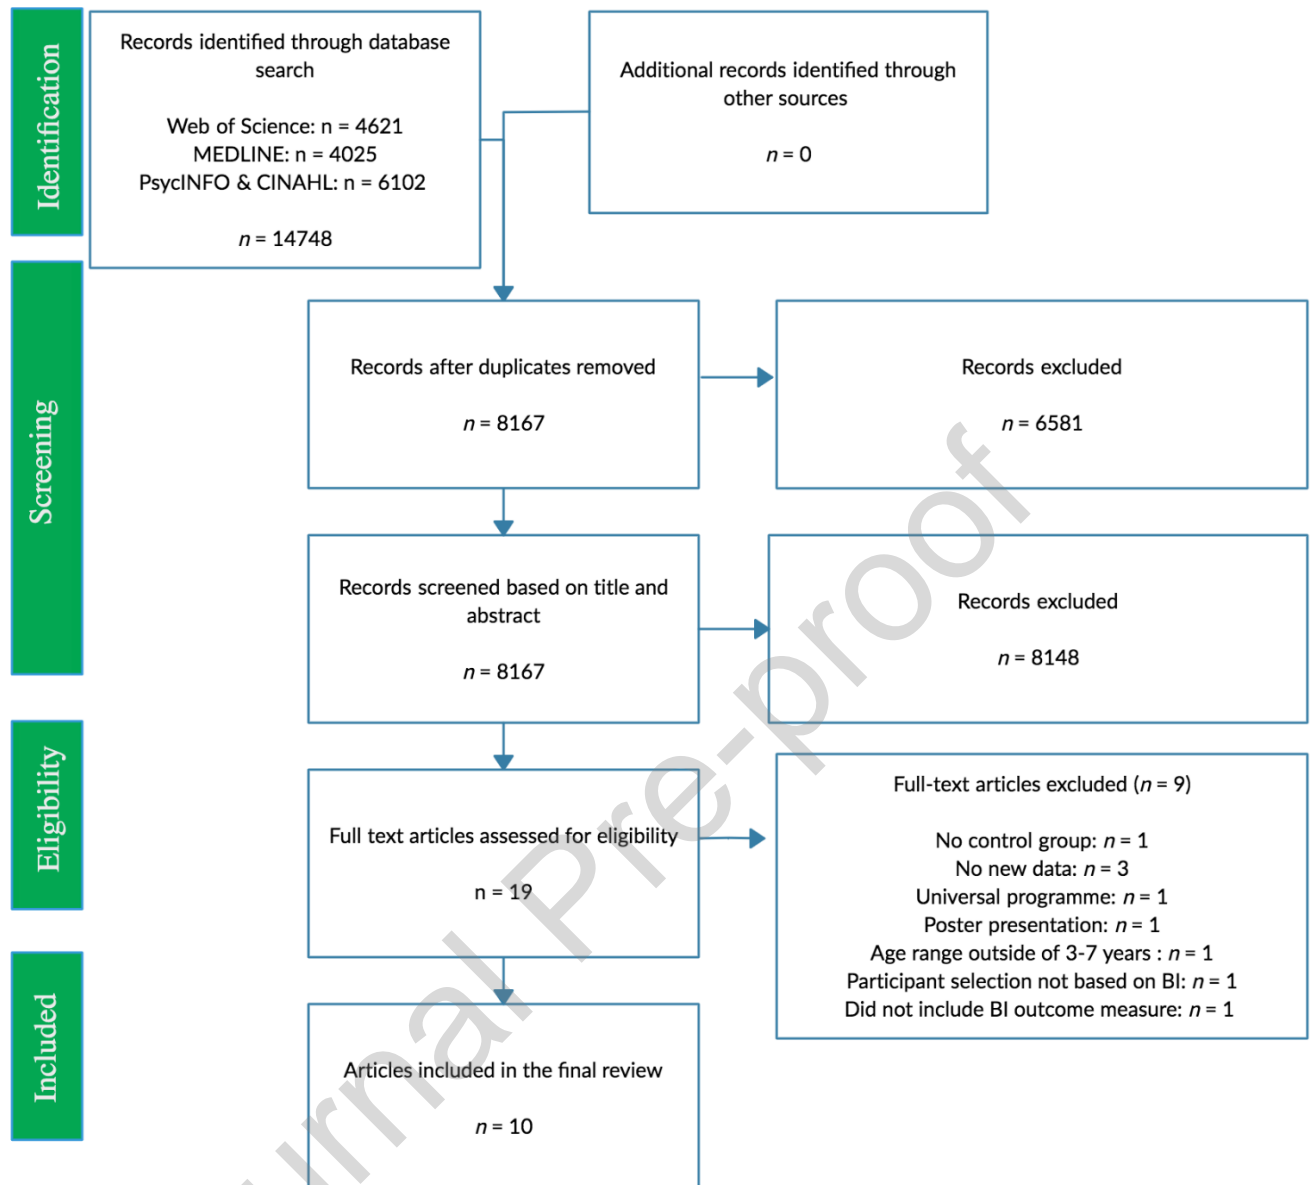 Identification
Records identified through database
search
Web of Science: n = 4621
MEDLINE: n = 4025
PsycINFO & CINAHL: n = 6102
n = 14748
Additional records identified through
other sources
n = 0
Screening
Records after duplicates removed
n = 8167
Records excluded
n = 6581
Records screened based on title and
abstract
n = 8167
Records excluded
n = 8148
Eligibility
Full text articles assessed for eligibility
n = 19
Full-text articles excluded (n = 9)
No control group: n = 1
No new data: n = 3
Universal programme: n = 1
Poster presentation: n = 1
Age range outside of 3-7 years : n = 1
Participant selection not based on BI: n = 1
Did not include BI outcome measure: n = 1
Included
Articles included in the final review
n = 10
urnal Pre-proof